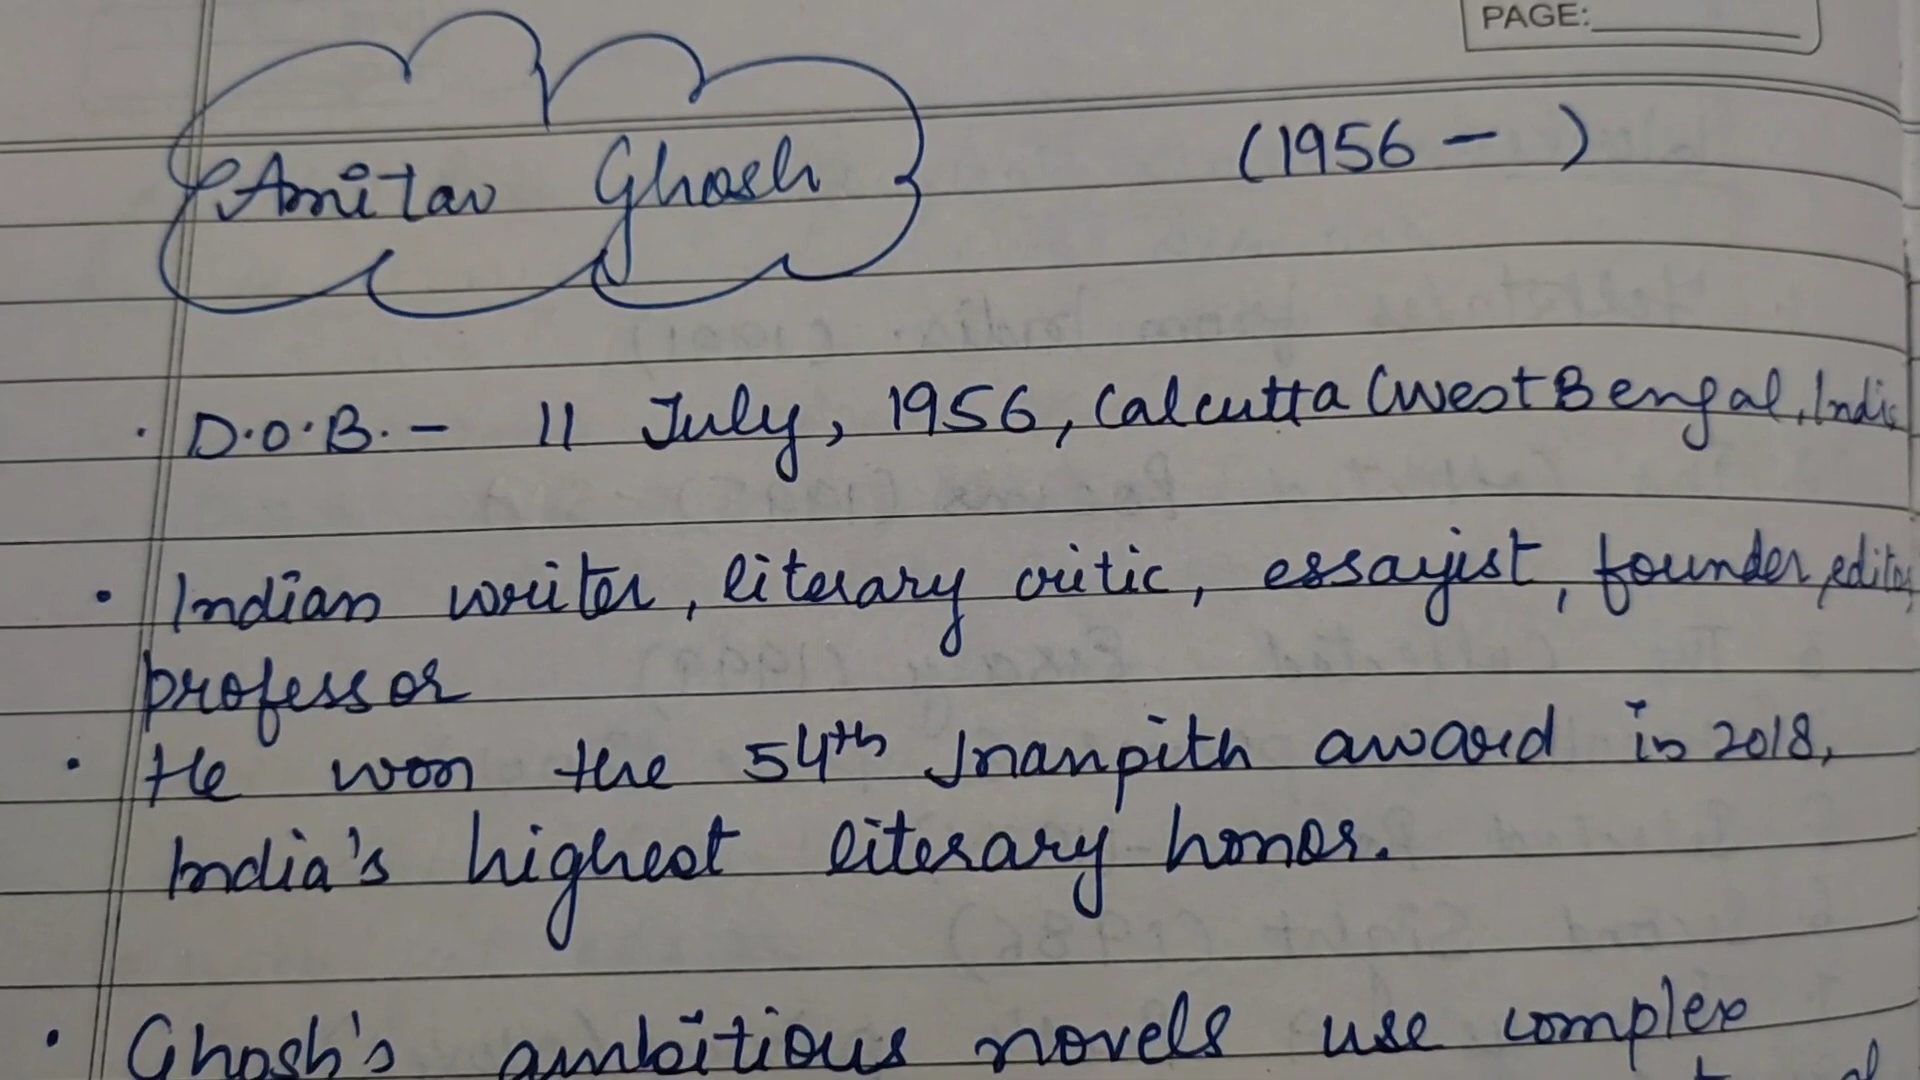 PAGE:
Amitav Ghosh (1956 - )
. D.O.B. - 11 July, 1956, Calcutta (West Bengal, India
. Indian writer, literary critic, essayist, founder, editor,
professor
. He won the 54th Jnanpith award in 2018,
India's highest literary honor.
. Ghosh's ambitious novels use complex